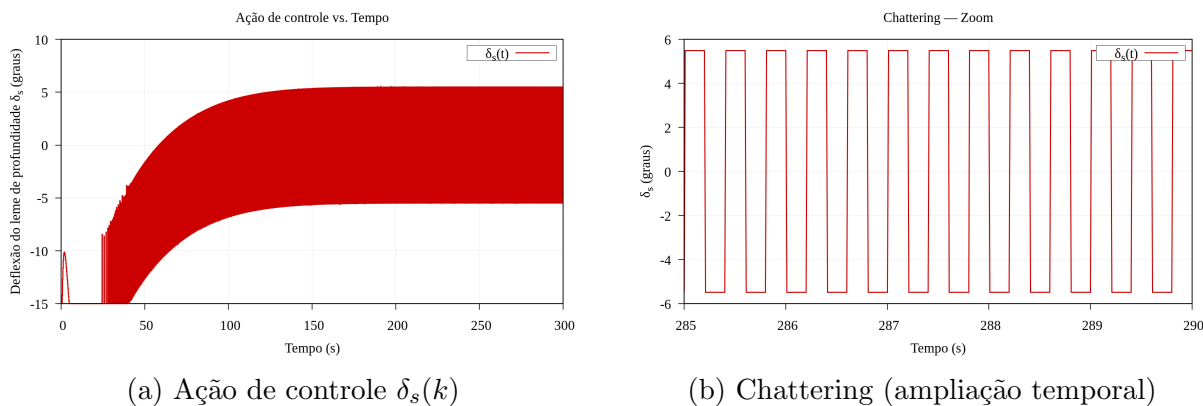 Ação de controle vs. Tempo
δs(t)
Deflexão do leme de profundidade δs (graus)
10
5
0
-5
-10
-15
0 50 100 150 200 250 300
Tempo (s)
(a) Ação de controle δs(k)
Chattering — Zoom
δs(t)
δs (graus)
6
4
2
0
-2
-4
-6
285 286 287 288 289 290
Tempo (s)
(b) Chattering (ampliação temporal)